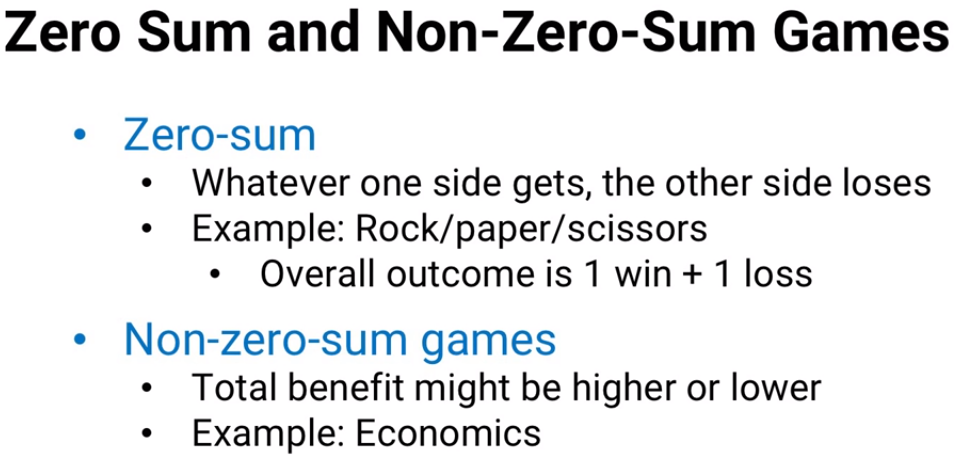 Zero Sum and Non-Zero-Sum Games
• Zero-sum
• Whatever one side gets, the other side loses
• Example: Rock/paper/scissors
• Overall outcome is 1 win + 1 loss
• Non-zero-sum games
• Total benefit might be higher or lower
• Example: Economics